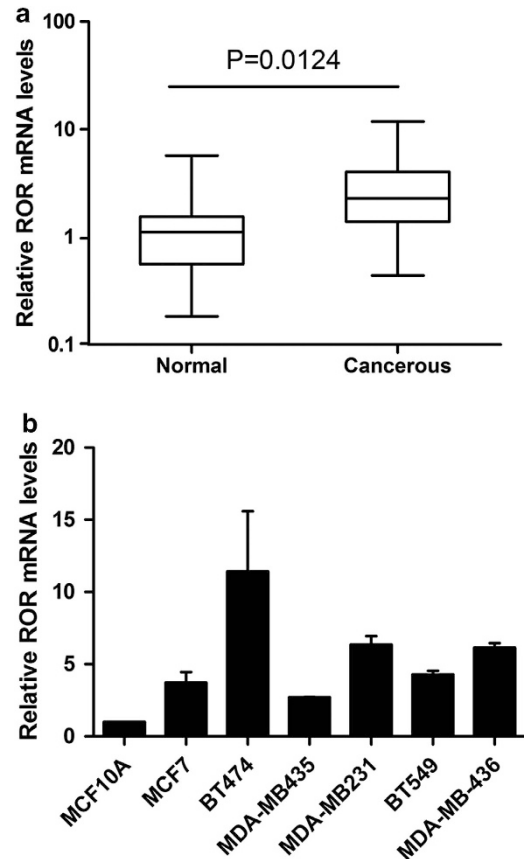 a
Relative ROR mRNA levels
100
10
1
0.1
P=0.0124
Normal
Cancerous
b
Relative ROR mRNA levels
20
15
10
5
0
MCF10A
MCF7
BT474
MDA-MB435
MDA-MB231
BT549
MDA-MB-436